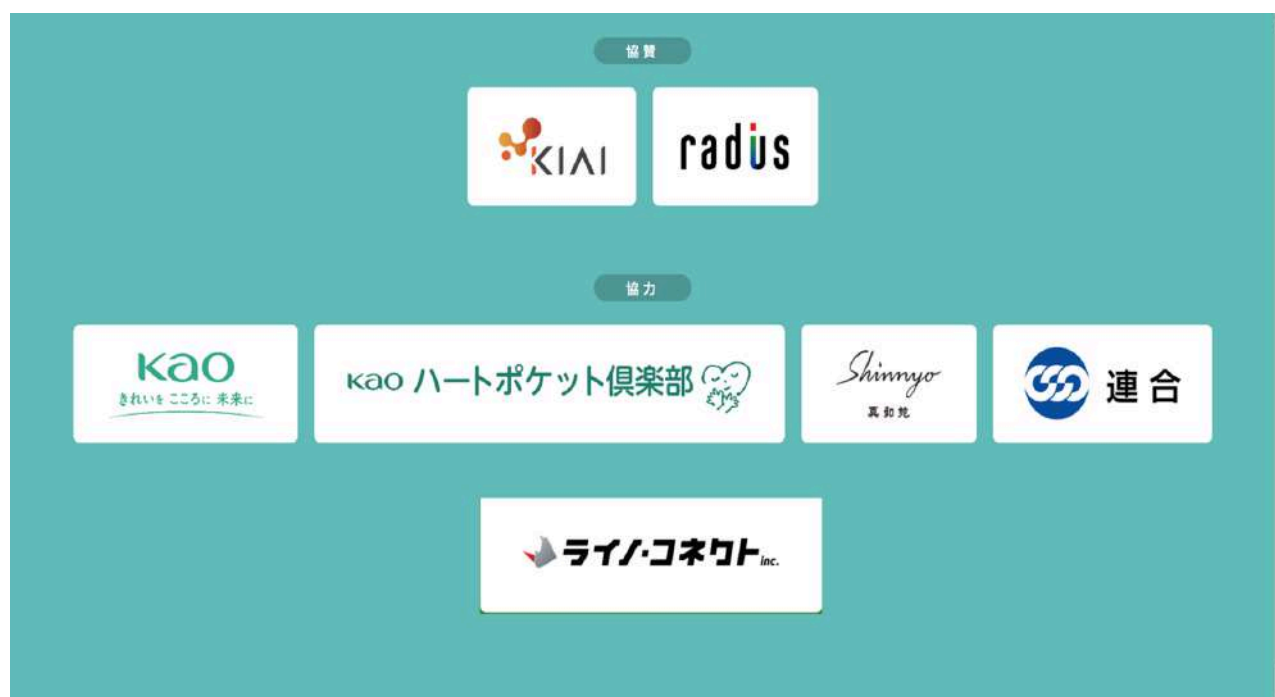 協賛
KIAI
radius
協力
kao
きれいを こころに 未来に
kao ハートポケット倶楽部
Shinnyo
真如苑
連合
ライノ・コネクト inc.